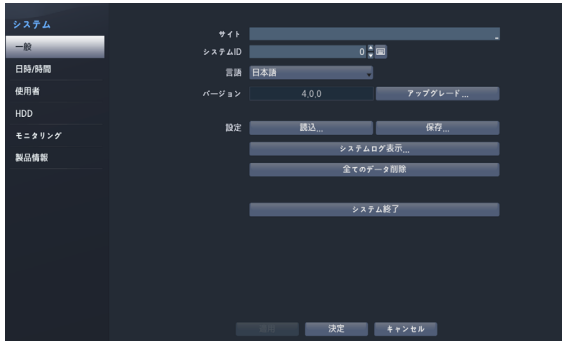 システム
一般
日時/時間
使用者
HDD
モニタリング
製品情報
サイト
システムID 0
言語 日本語
バージョン 4.0.0 アップグレード...
設定 読込... 保存...
システムログ表示...
全てのデータ削除
システム終了
適用 決定 キャンセル